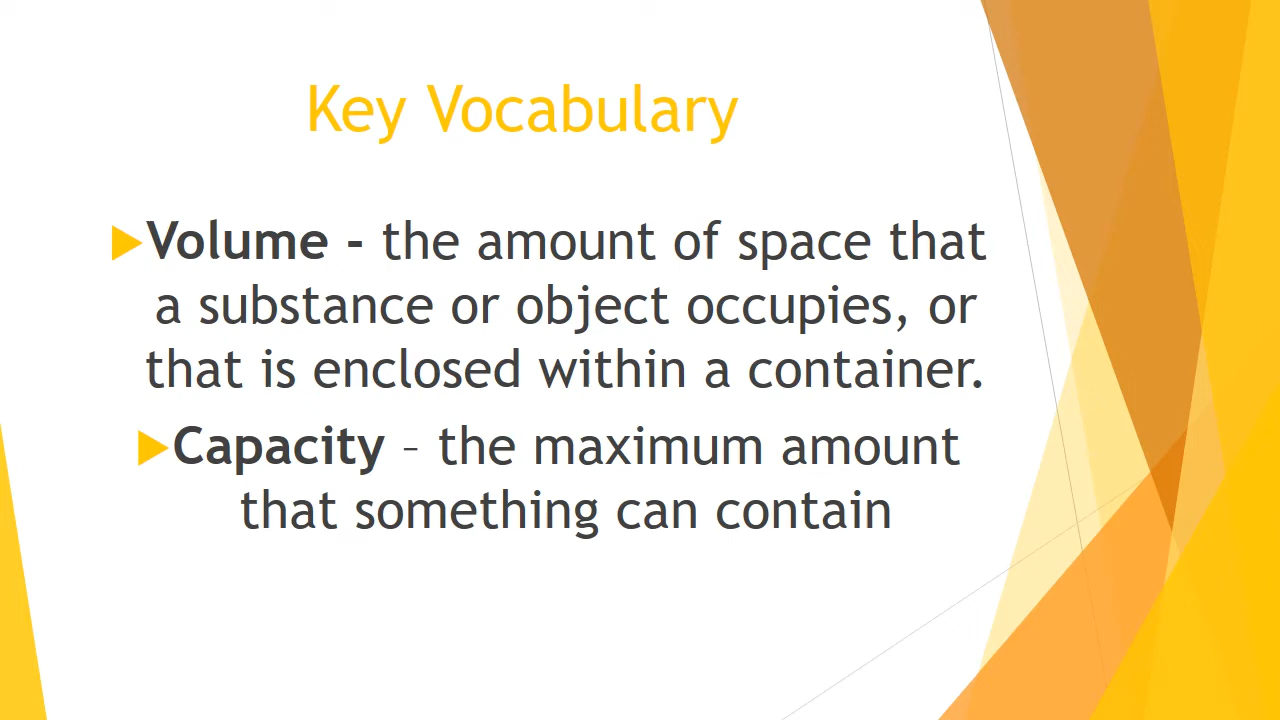 Key Vocabulary
Volume - the amount of space that
a substance or object occupies, or
that is enclosed within a container.
Capacity – the maximum amount
that something can contain